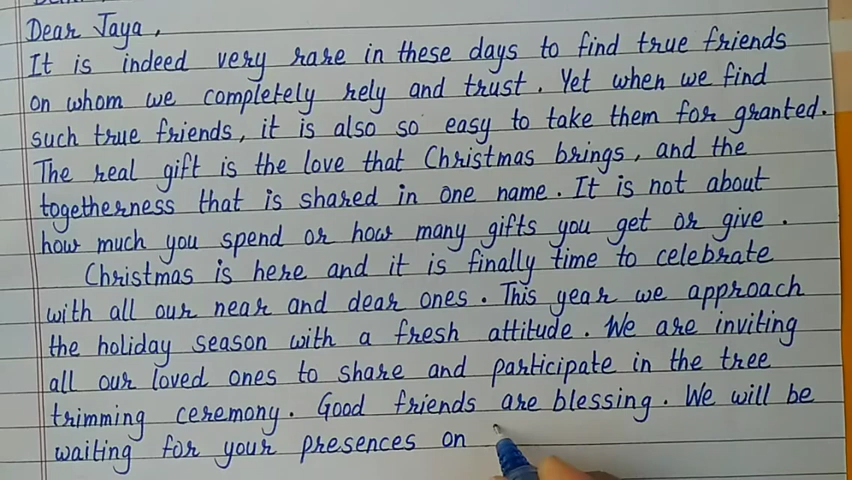 Dear Jaya,
It is indeed very rare in these days to find true friends
on whom we completely rely and trust. Yet when we find
such true friends, it is also so easy to take them for granted.
The real gift is the love that Christmas brings, and the
togetherness that is shared in one name. It is not about
how much you spend or how many gifts you get or give.
Christmas is here and it is finally time to celebrate
with all our near and dear ones. This year we approach
the holiday season with a fresh attitude. We are inviting
all our loved ones to share and participate in the tree
trimming ceremony. Good friends are blessing. We will be
waiting for your presences on